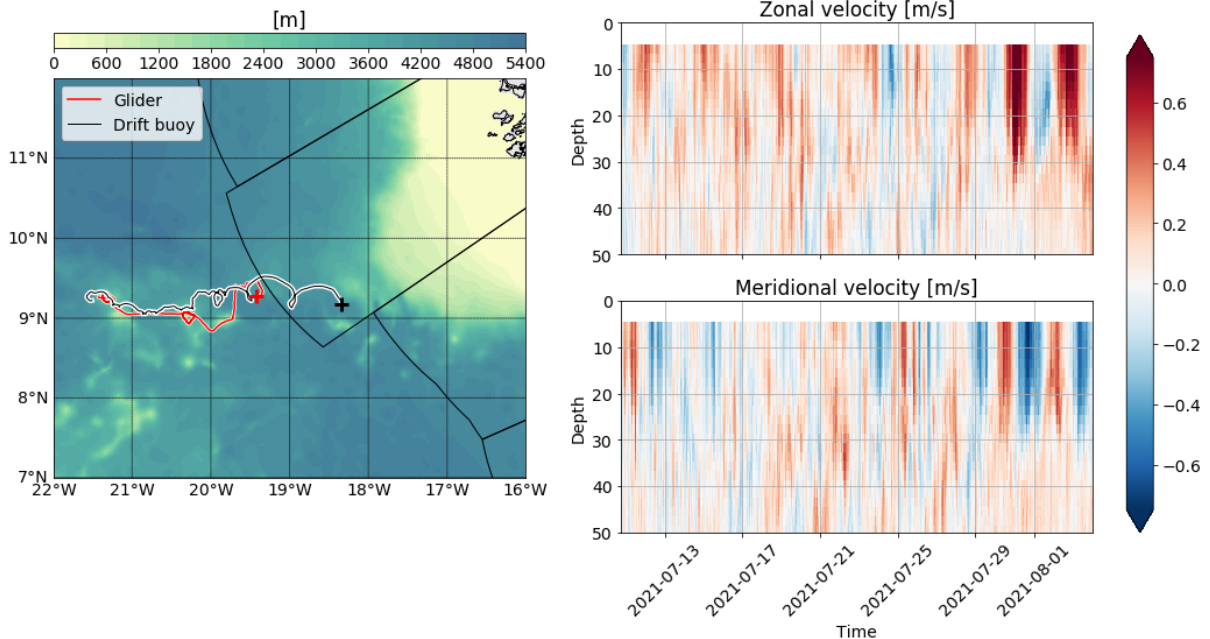 [m]
0 600 1200 1800 2400 3000 3600 4200 4800 5400
Glider
Drift buoy
11°N
10°N
9°N
8°N
7°N
22°W 21°W 20°W 19°W 18°W 17°W 16°W
Zonal velocity [m/s]
0
10
20
30
40
50
Depth
Meridional velocity [m/s]
0
10
20
30
40
50
Depth
2021-07-13 2021-07-17 2021-07-21 2021-07-25 2021-07-29 2021-08-01
Time
0.6
0.4
0.2
0.0
−0.2
−0.4
−0.6